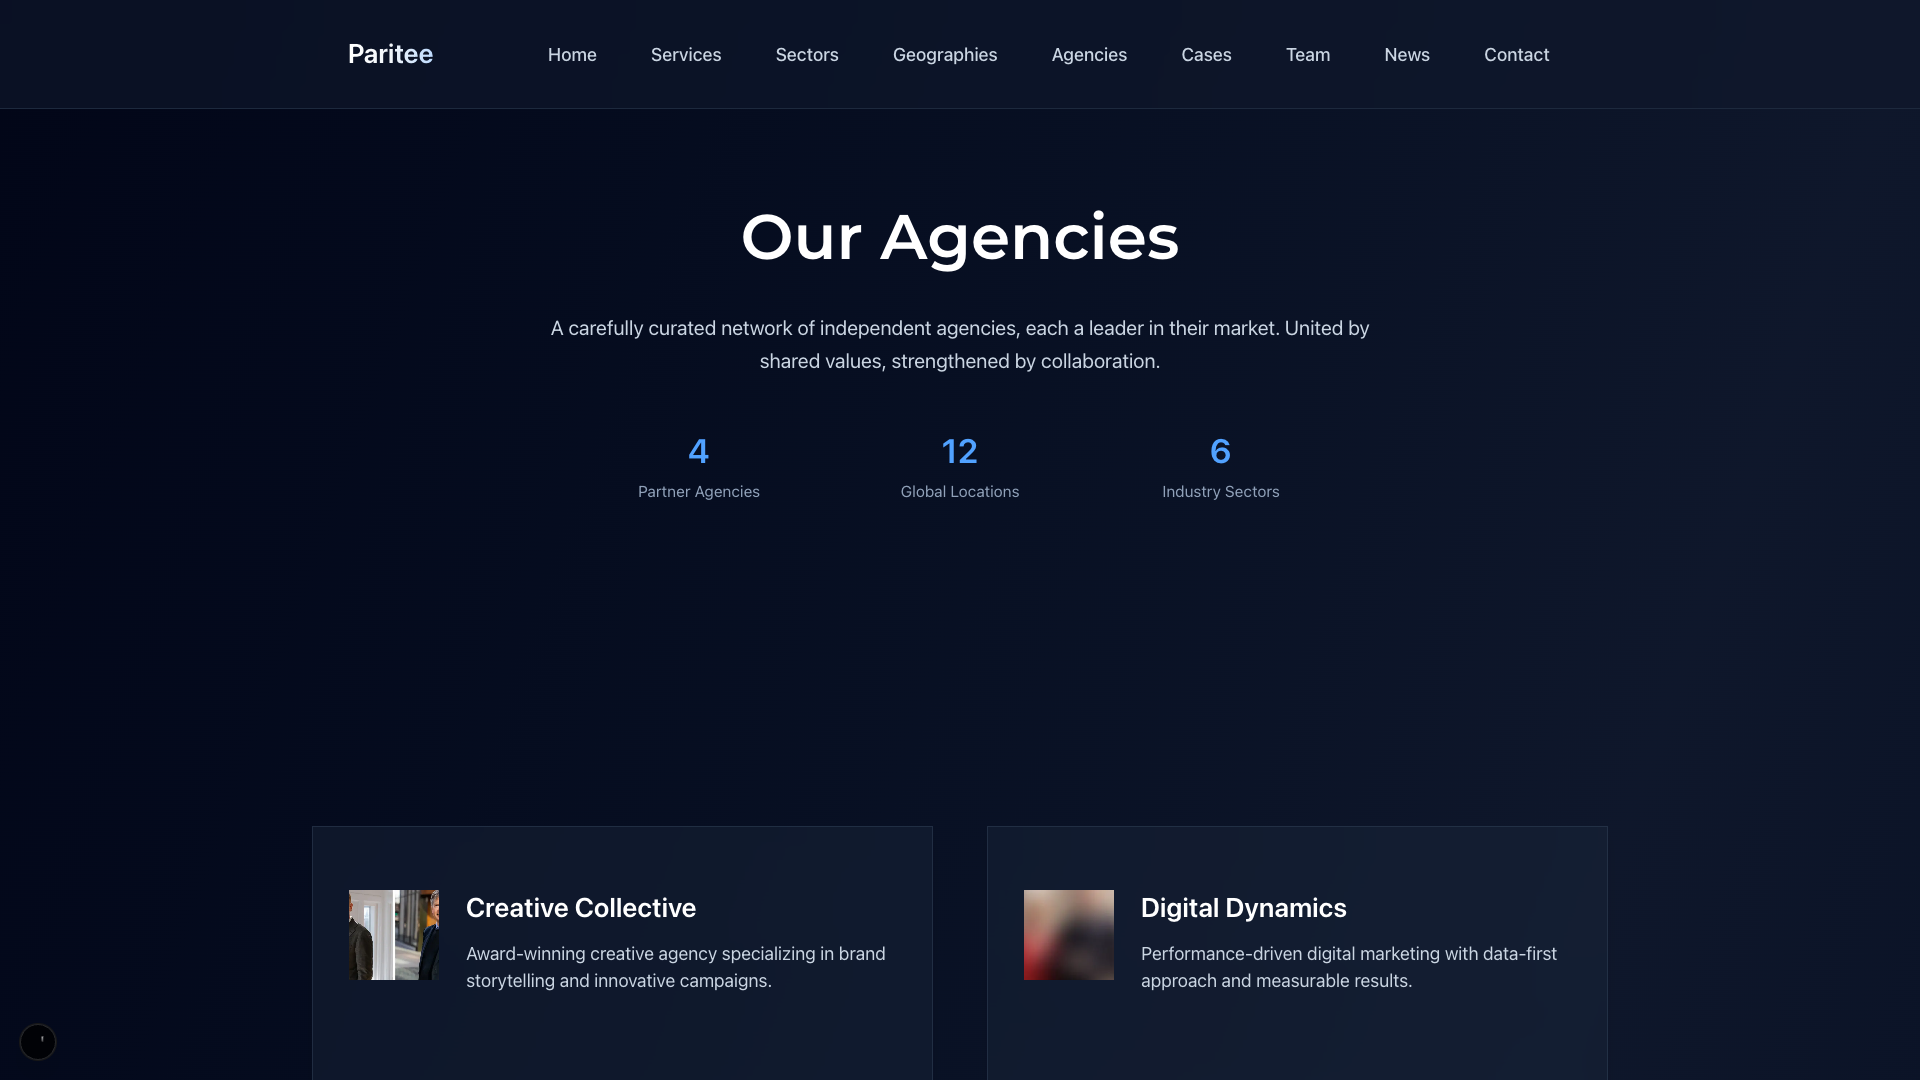 Paritee
Home
Services
Sectors
Geographies
Agencies
Cases
Team
News
Contact
Our Agencies
A carefully curated network of independent agencies, each a leader in their market. United by
shared values, strengthened by collaboration.
4
Partner Agencies
12
Global Locations
6
Industry Sectors
Creative Collective
Award-winning creative agency specializing in brand
storytelling and innovative campaigns.
Digital Dynamics
Performance-driven digital marketing with data-first
approach and measurable results.